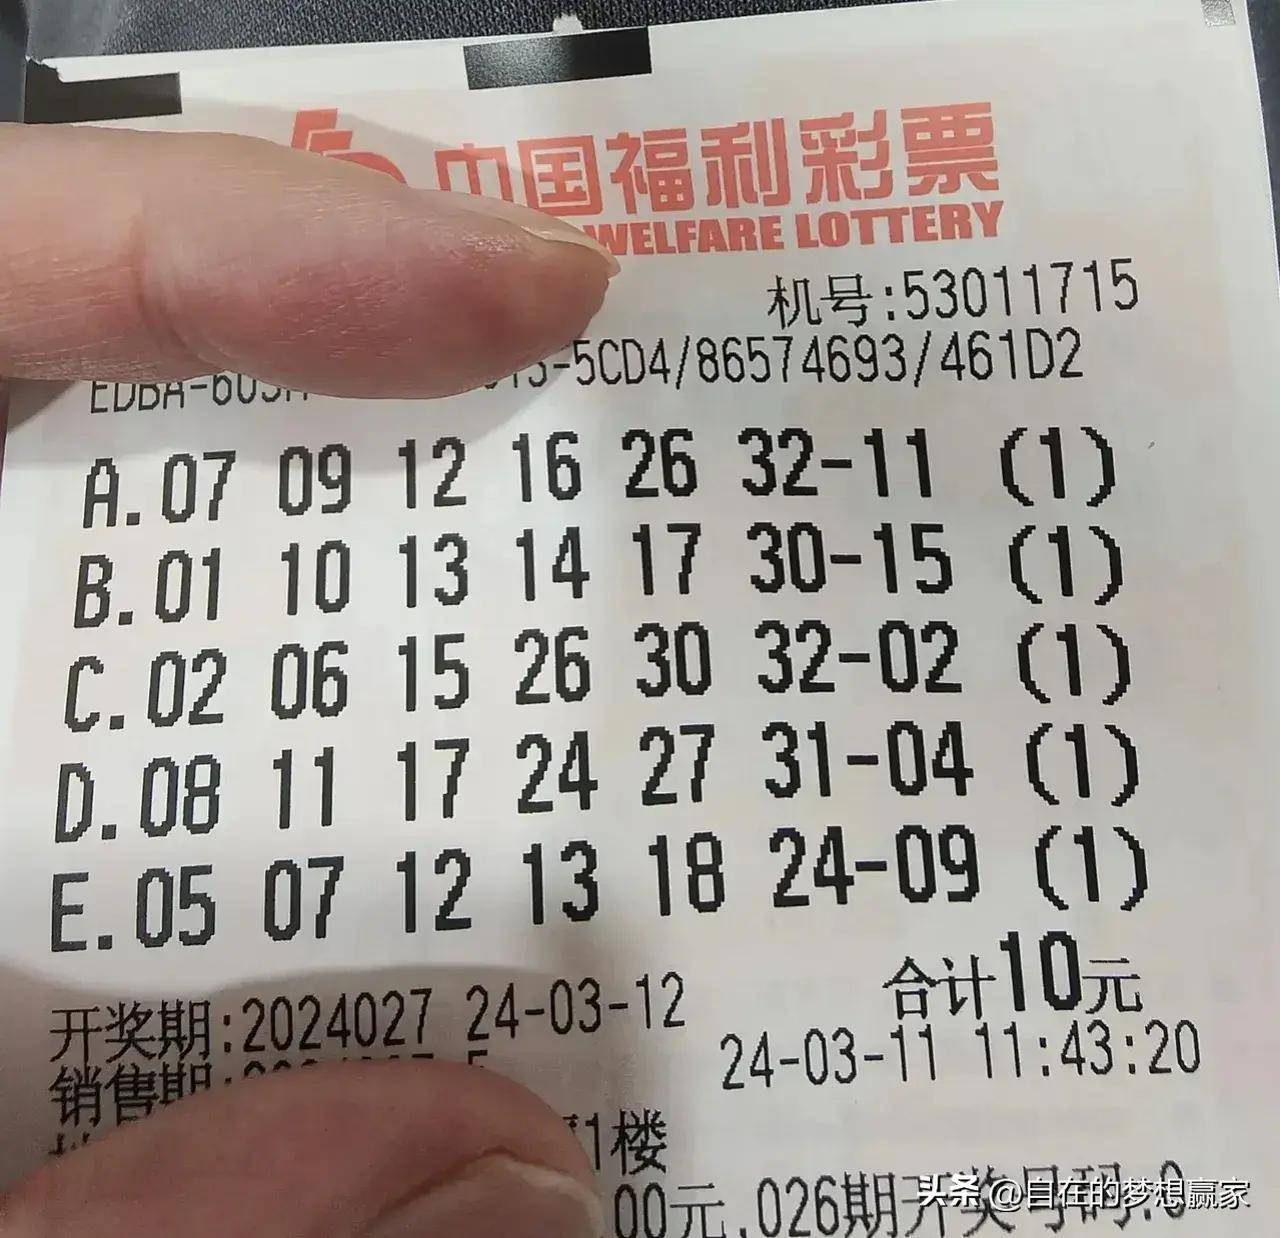 中国福利彩票
WELFARE LOTTERY
机号:53011715
-5CD4/86574693/461D2
A.07 09 12 16 26 32-11 (1)
B.01 10 13 14 17 30-15 (1)
C.02 06 15 26 30 32-02 (1)
D.08 11 17 24 27 31-04 (1)
E.05 07 12 13 18 24-09 (1)
合计10元
开奖期:2024027 24-03-12
24-03-11 11:43:20
销售期:
1楼
00元,026期开奖号码:
头条 @自在的梦想赢家